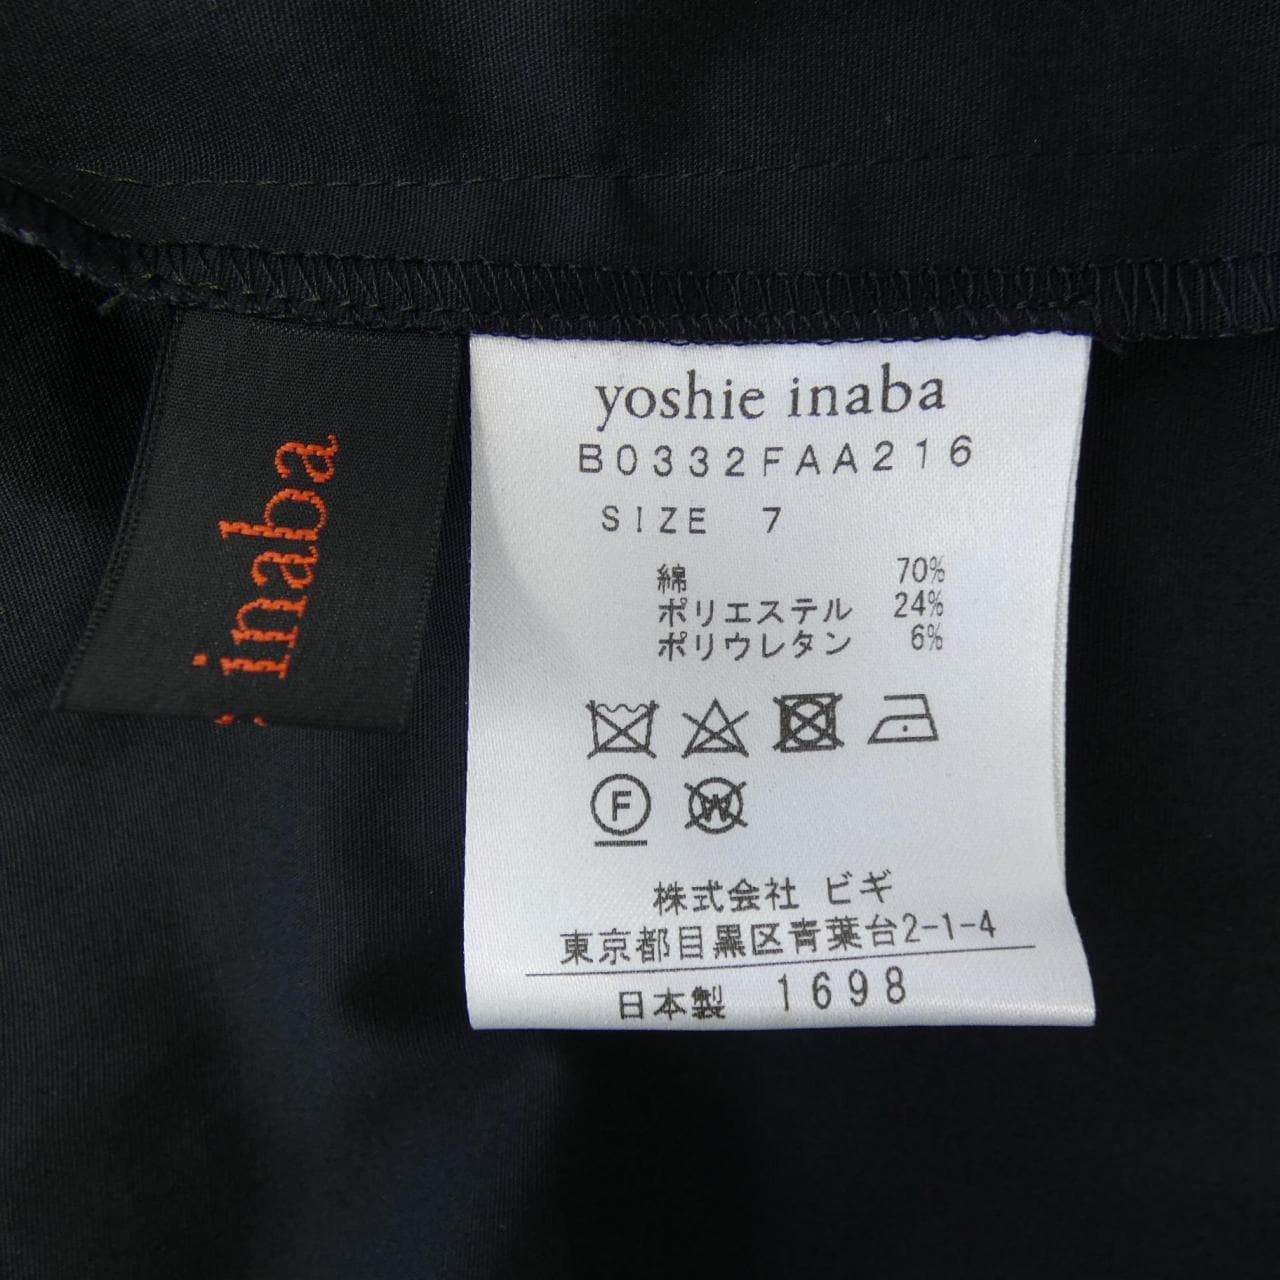 inaba
yoshie inaba
B0332FAA216
SIZE 7
綿 70%
ポリエステル 24%
ポリウレタン 6%
F
W
株式会社 ビギ
東京都目黒区青葉台2-1-4
日本製 1698